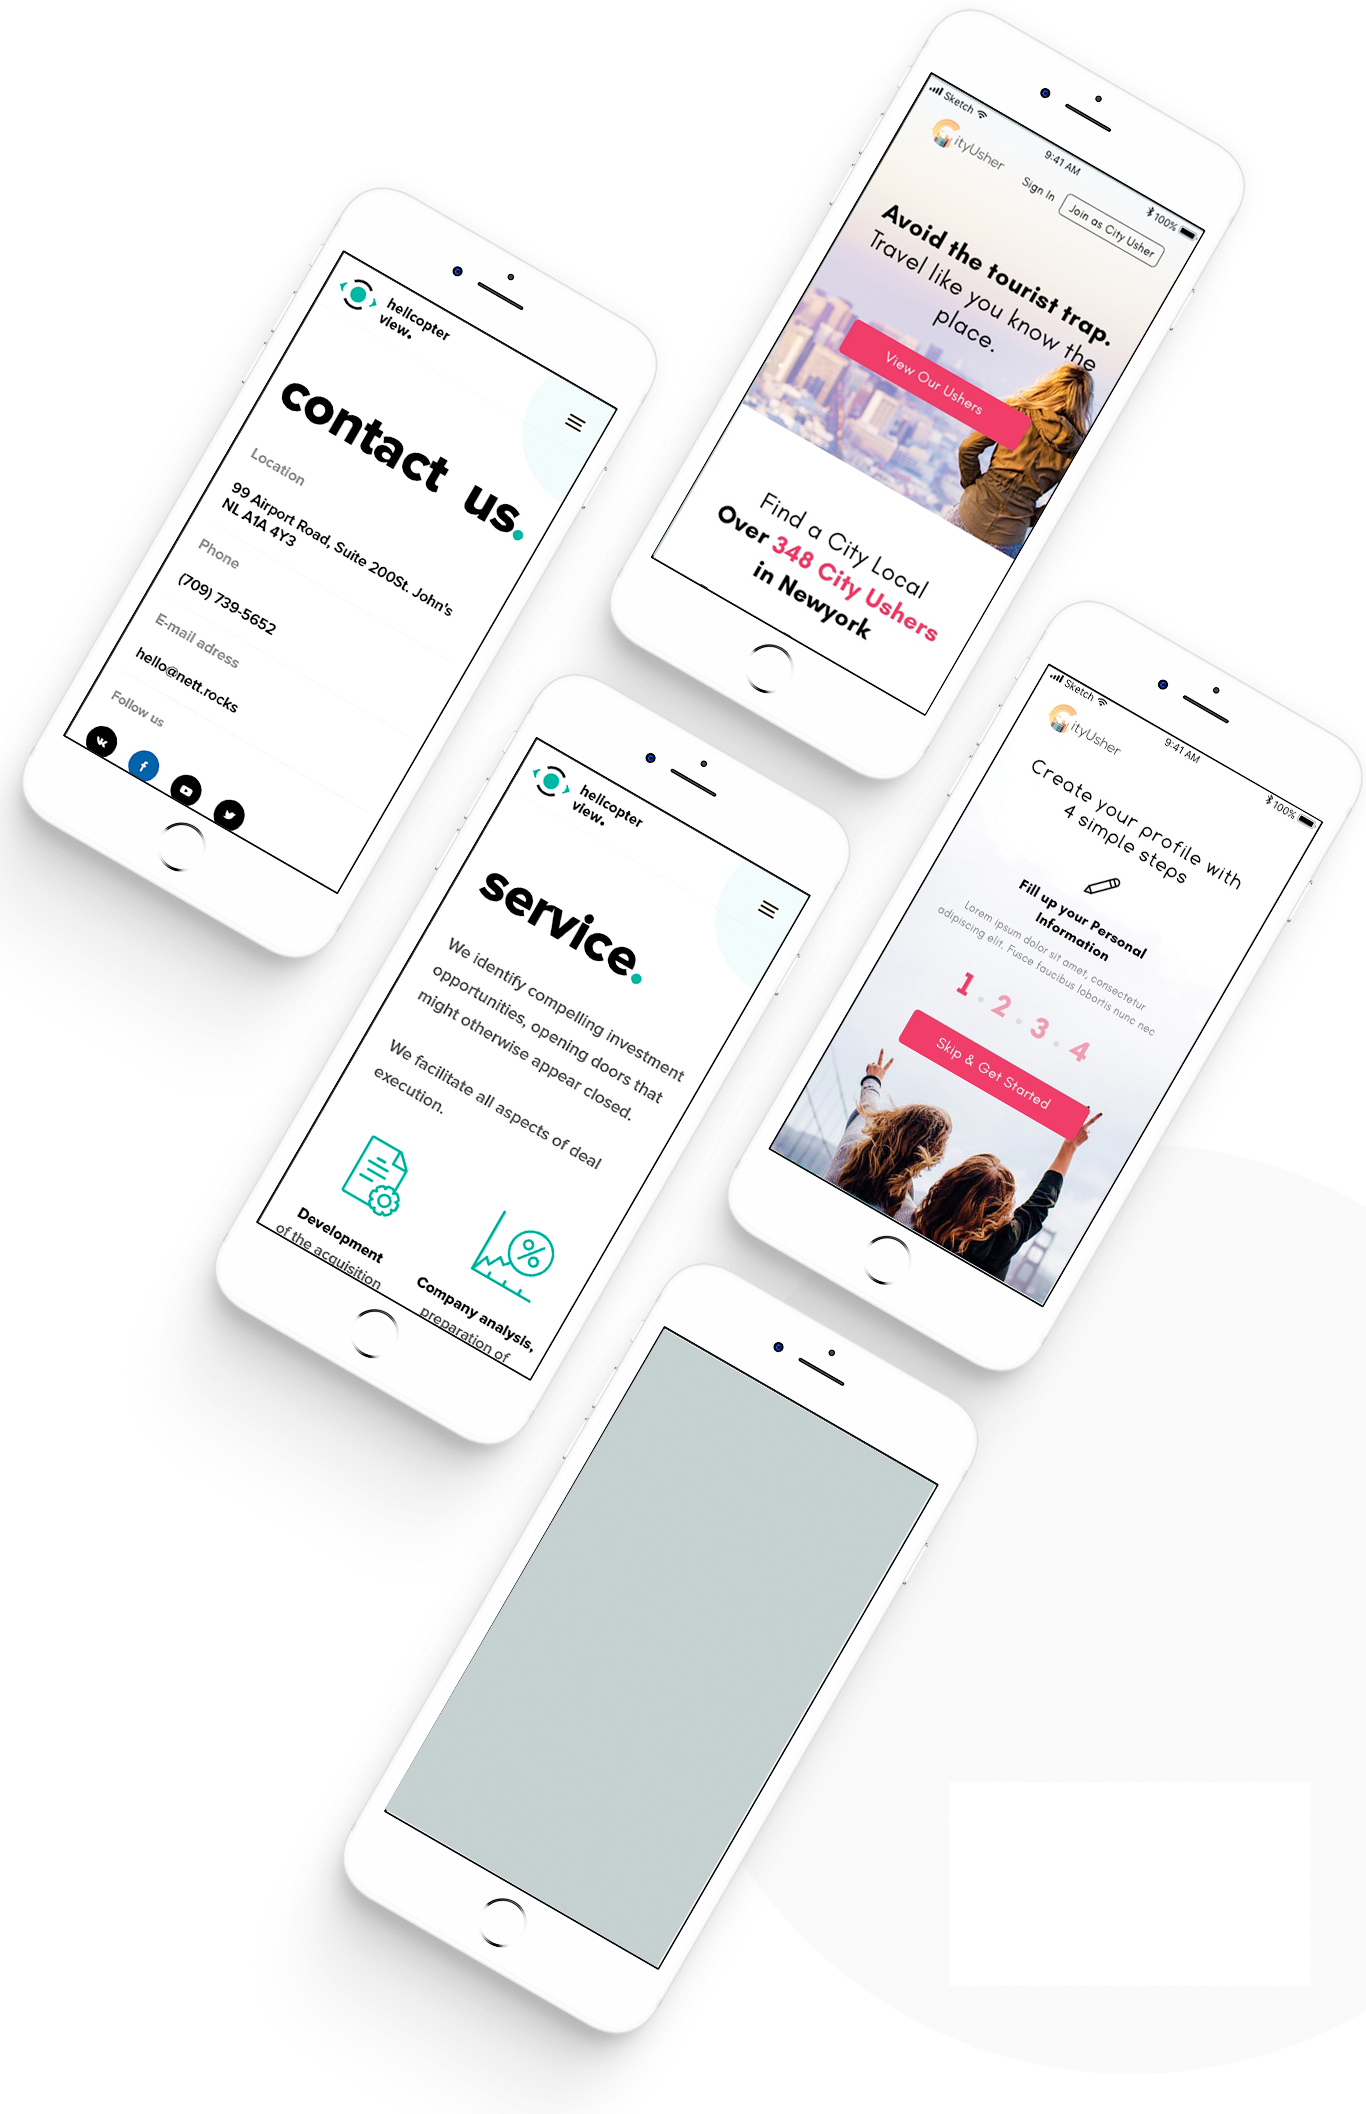 Sketch
9:41 AM
100%
ityUsher
Sign In
Join as City Usher
Avoid the tourist trap.
Travel like you know the
place.
View Our Ushers
Find a City Local
Over 348 City Ushers
in Newyork
helicopter
view.
contact us.
Location
99 Airport Road, Suite 200St. John's
NL A1A 4Y3
Phone
(709) 739-5652
E-mail adress
hello@nett.rocks
Follow us
Sketch
9:41 AM
100%
ityUsher
Create your profile with
4 simple steps
Fill up your Personal
Information
Lorem ipsum dolor sit amet, consectetur
adipiscing elit. Fusce faucibus lobortis nunc nec
1 . 2 . 3 . 4
Skip & Get Started
helicopter
view.
service.
We identify compelling investment
opportunities, opening doors that
might otherwise appear closed.
We facilitate all aspects of deal
execution.
Development
of the acquisition
Company analysis,
preparation of